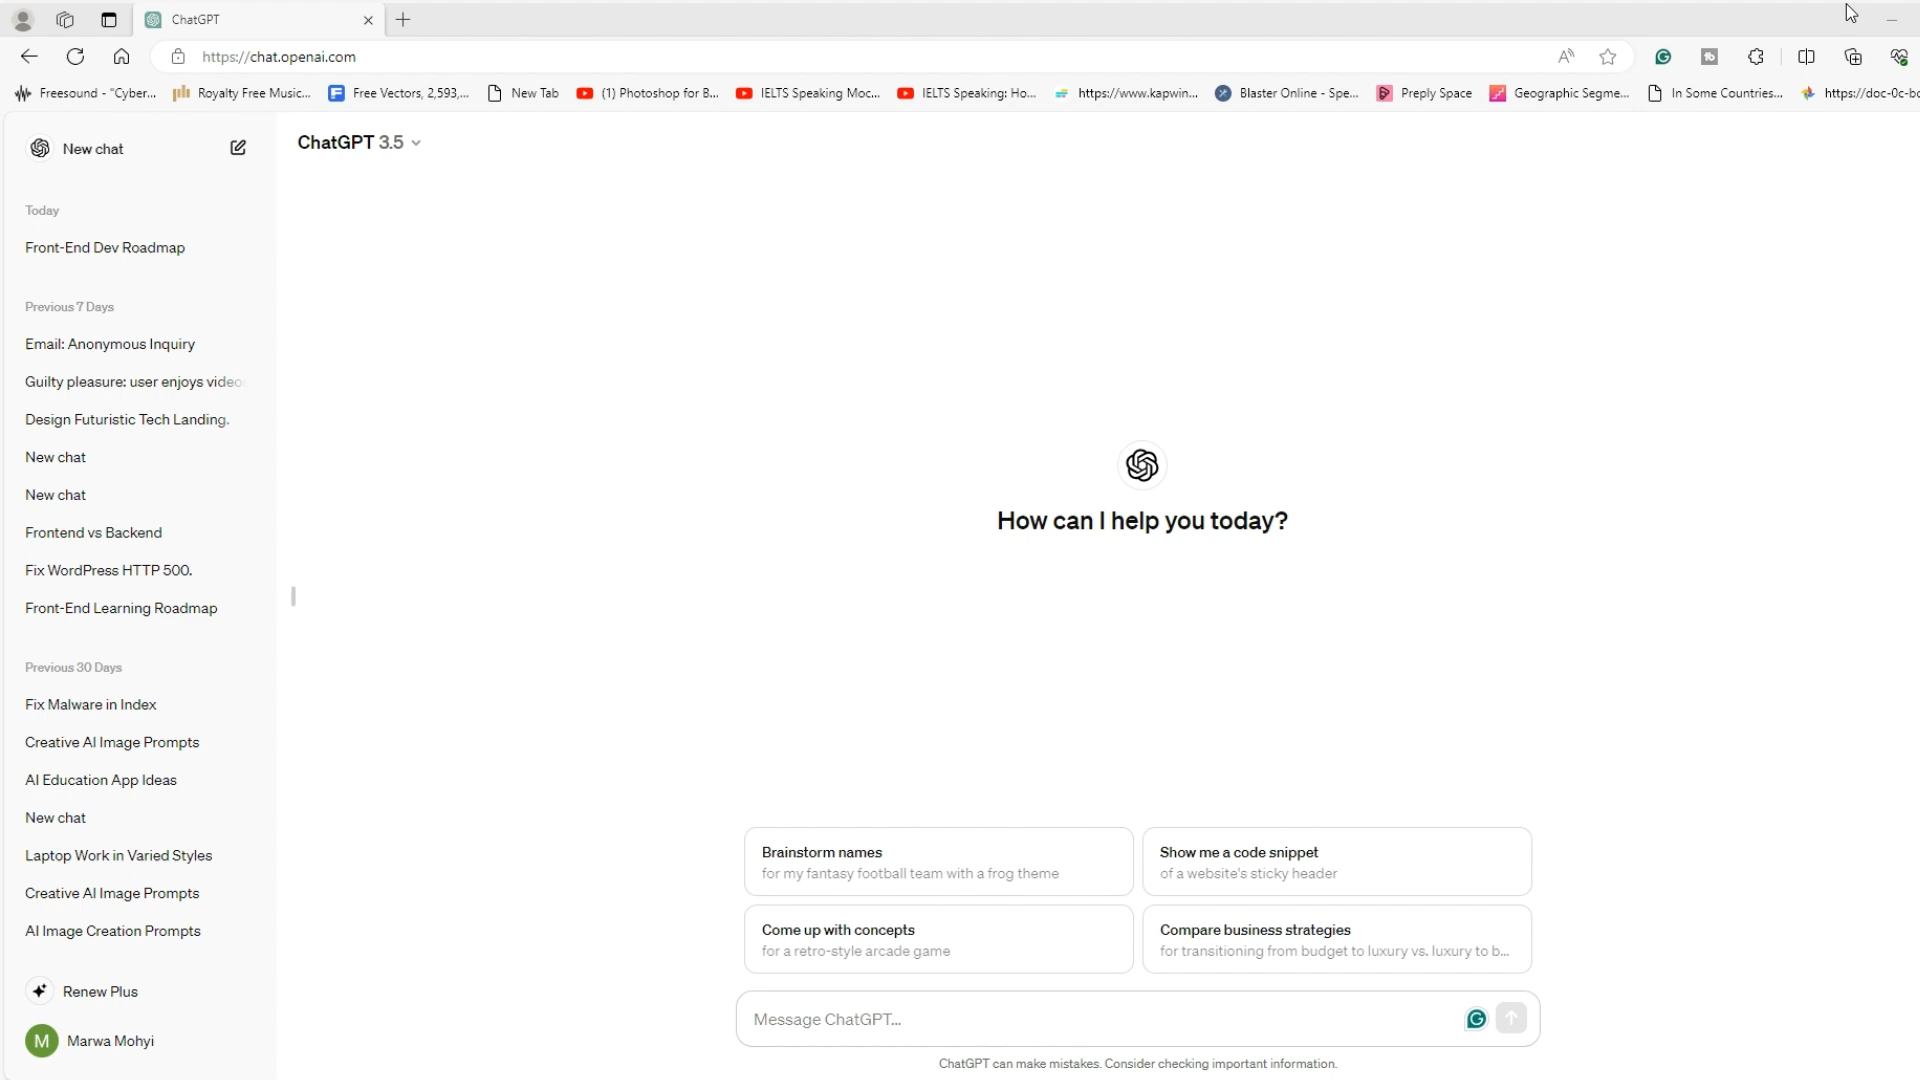 ChatGPT
https://chat.openai.com
Freesound - "Cyber...
Royalty Free Music...
Free Vectors, 2,593,...
New Tab
(1) Photoshop for B...
IELTS Speaking Moc...
IELTS Speaking: Ho...
https://www.kapwin...
Blaster Online - Spe...
Preply Space
Geographic Segme...
In Some Countries...
https://doc-0c-bo
New chat
ChatGPT 3.5
Today
Front-End Dev Roadmap
Previous 7 Days
Email: Anonymous Inquiry
Guilty pleasure: user enjoys video
Design Futuristic Tech Landing.
New chat
New chat
Frontend vs Backend
Fix WordPress HTTP 500.
Front-End Learning Roadmap
Previous 30 Days
Fix Malware in Index
Creative AI Image Prompts
AI Education App Ideas
New chat
Laptop Work in Varied Styles
Creative AI Image Prompts
AI Image Creation Prompts
Renew Plus
M
Marwa Mohyi
How can I help you today?
Brainstorm names
for my fantasy football team with a frog theme
Show me a code snippet
of a website's sticky header
Come up with concepts
for a retro-style arcade game
Compare business strategies
for transitioning from budget to luxury vs. luxury to b...
Message ChatGPT...
ChatGPT can make mistakes. Consider checking important information.